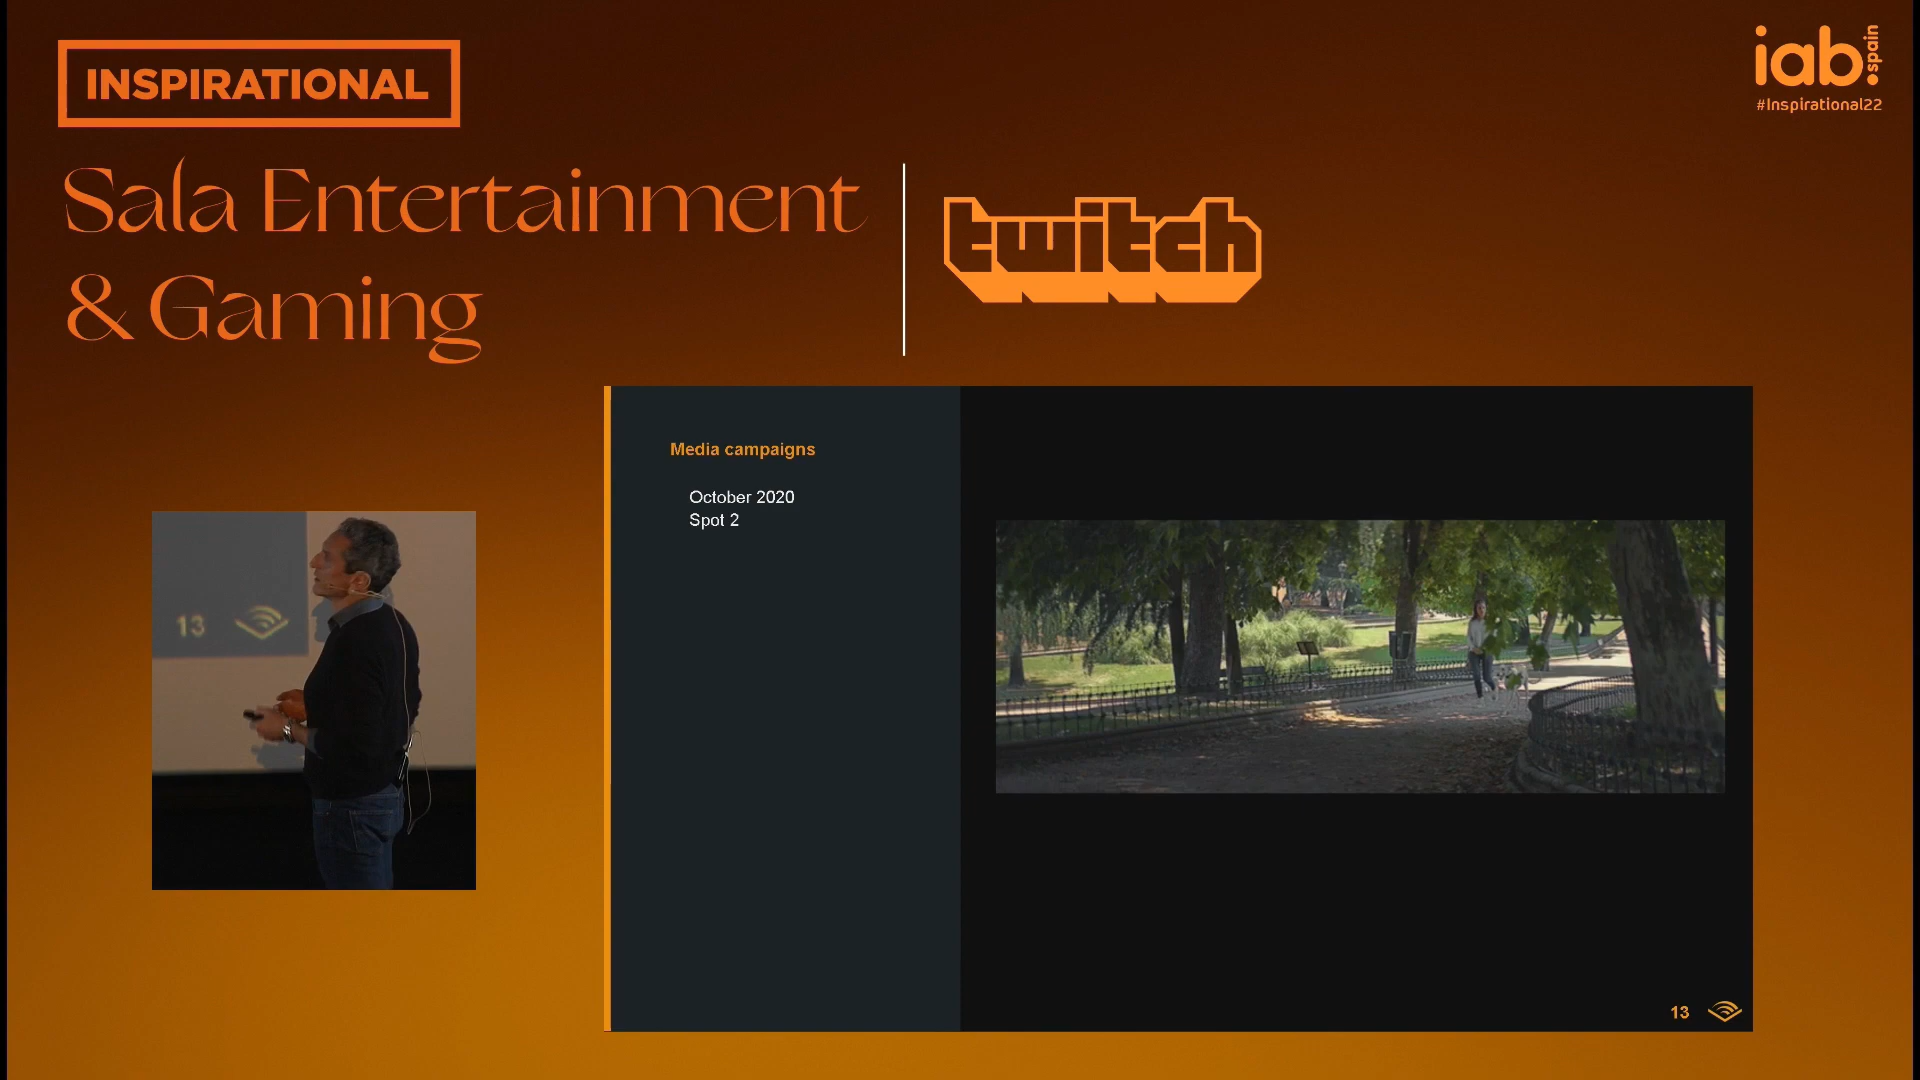 INSPIRATIONAL
iab.spain
#Inspirational22
Sala Entertainment
& Gaming
twitch
Media campaigns
October 2020
Spot 2
13
13